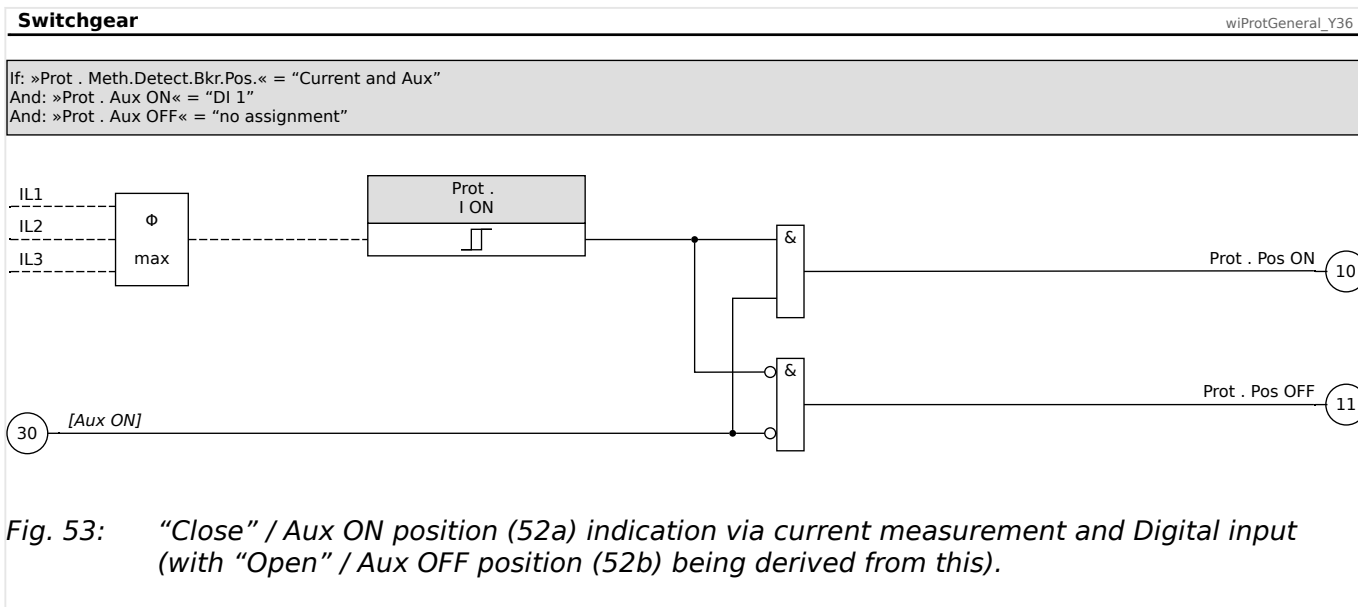 Switchgear
wiProtGeneral_Y36
If: »Prot . Meth.Detect.Bkr.Pos.« = “Current and Aux”
And: »Prot . Aux ON« = “DI 1”
And: »Prot . Aux OFF« = “no assignment”
IL1
IL2
IL3
Φ
max
Prot .
I ON
&
Prot . Pos ON
10
&
Prot . Pos OFF
11
30
[Aux ON]
Fig. 53: “Close” / Aux ON position (52a) indication via current measurement and Digital input
(with “Open” / Aux OFF position (52b) being derived from this).